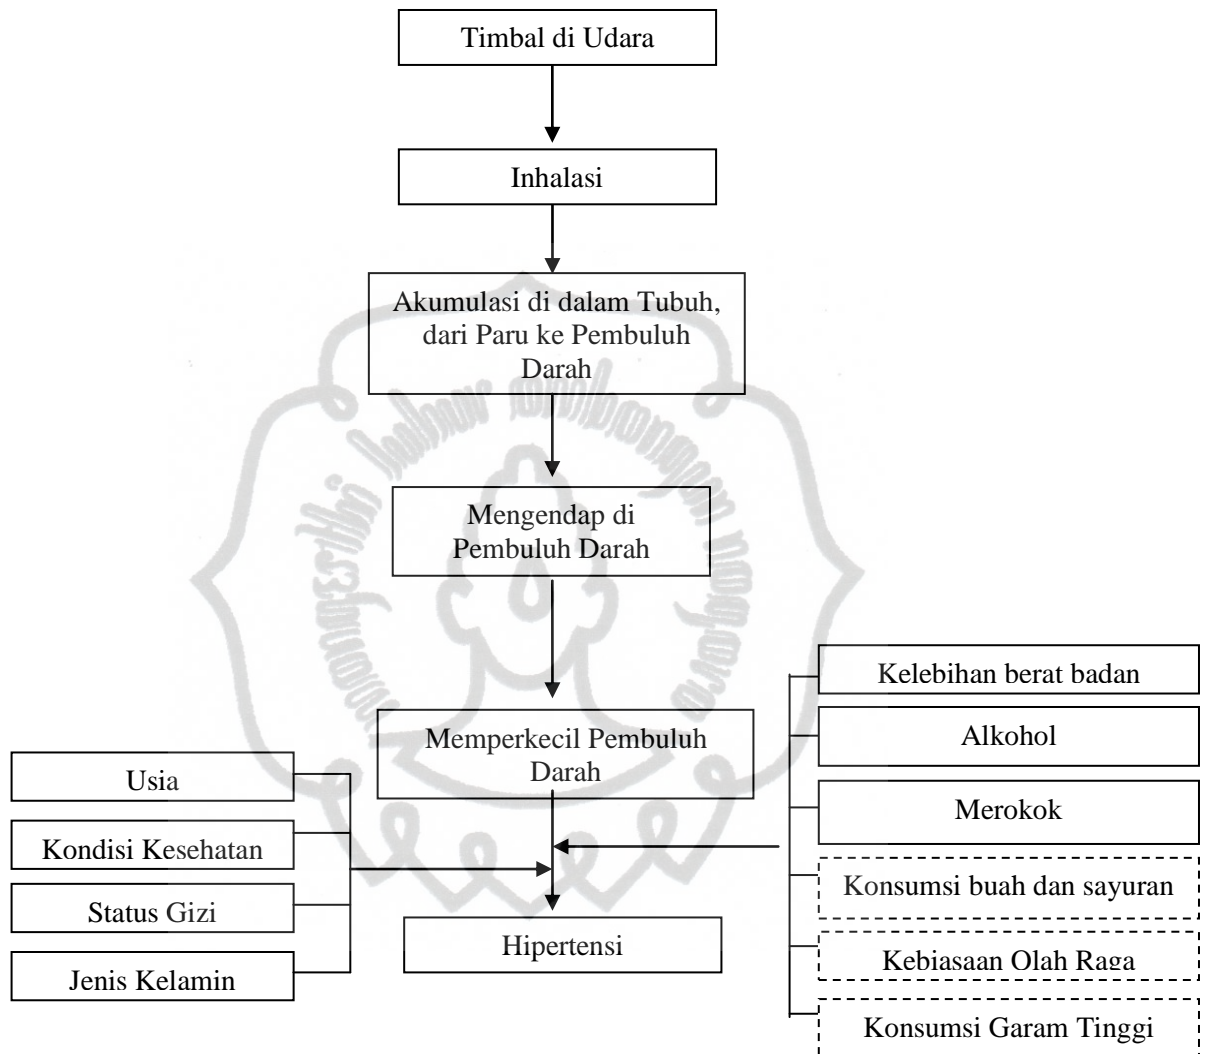 Timbal di Udara
Inhalasi
Akumulasi di dalam Tubuh,
dari Paru ke Pembuluh
Darah
Mengendap di
Pembuluh Darah
Memperkecil Pembuluh
Darah
Usia
Kondisi Kesehatan
Status Gizi
Jenis Kelamin
Kelebihan berat badan
Alkohol
Merokok
Konsumsi buah dan sayuran
Kebiasaan Olah Raga
Konsumsi Garam Tinggi
Hipertensi